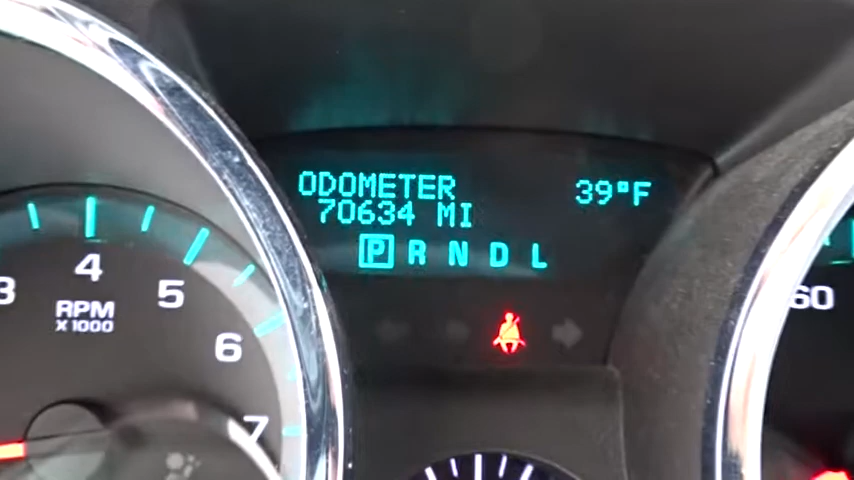 ODOMETER
39°F
70634 MI
P R N D L
3
4
5
6
7
RPM
X1000
60